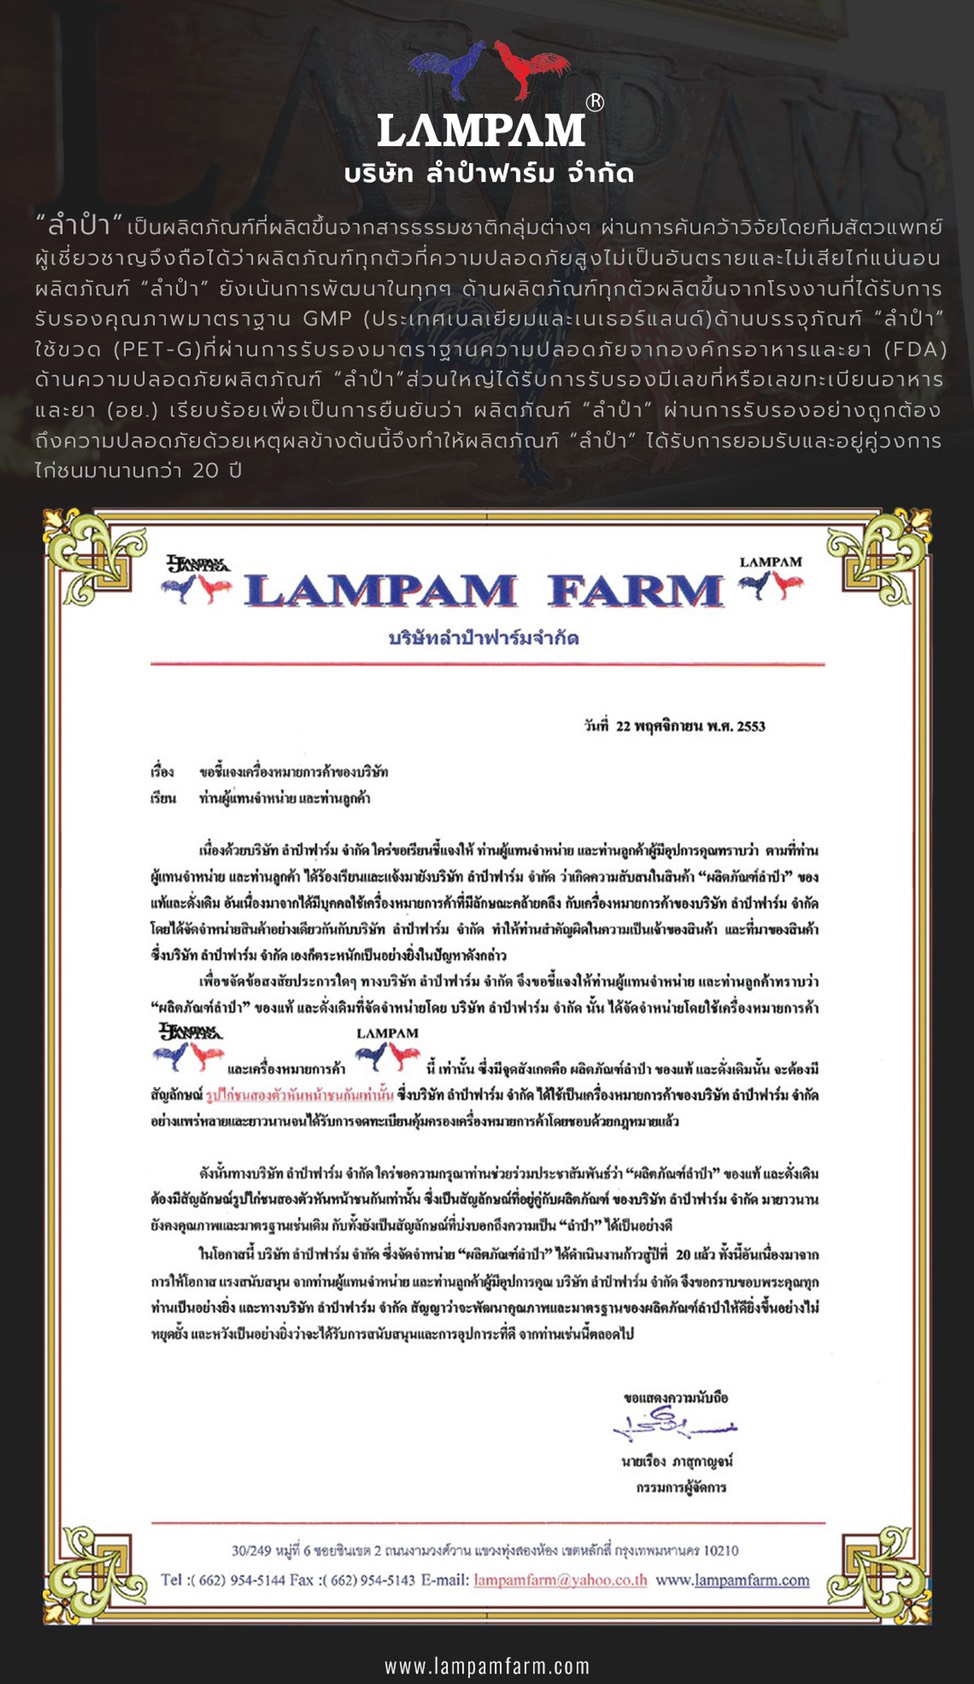 LAMPAM®
บริษัท ลำปำฟาร์ม จำกัด
“ลำปำ” เป็นผลิตภัณฑ์ที่ผลิตขึ้นจากสารธรรมชาติกลุ่มต่างๆ ผ่านการค้นคว้าวิจัยโดยทีมสัตวแพทย์
ผู้เชี่ยวชาญจึงถือได้ว่าผลิตภัณฑ์ทุกตัวที่ความปลอดภัยสูงไม่เป็นอันตรายและไม่เสียไก่แน่นอน
ผลิตภัณฑ์ “ลำปำ” ยังเน้นการพัฒนาในทุกๆ ด้านผลิตภัณฑ์ทุกตัวผลิตขึ้นจากโรงงานที่ได้รับการ
รับรองคุณภาพมาตราฐาน GMP (ประเทศเบลเยียมและเนเธอร์แลนด์)ด้านบรรจุภัณฑ์ “ลำปำ”
ใช้ขวด (PET-G)ที่ผ่านการรับรองมาตราฐานความปลอดภัยจากองค์กรอาหารและยา (FDA)
ด้านความปลอดภัยผลิตภัณฑ์ “ลำปำ”ส่วนใหญ่ได้รับการรับรองมีเลขที่หรือเลขทะเบียนอาหาร
และยา (อย.) เรียบร้อยเพื่อเป็นการยืนยันว่า ผลิตภัณฑ์ “ลำปำ” ผ่านการรับรองอย่างถูกต้อง
ถึงความปลอดภัยด้วยเหตุผลข้างต้นนี้จึงทำให้ผลิตภัณฑ์ “ลำปำ” ได้รับการยอมรับและอยู่คู่วงการ
ไก่ชนมานานกว่า 20 ปี
LAMPAM
JANTRA
LAMPAM FARM
LAMPAM
บริษัทลำปำฟาร์มจำกัด
วันที่ 22 พฤศจิกายน พ.ศ. 2553
เรื่อง ขอชี้แจงเครื่องหมายการค้าของบริษัท
เรียน ท่านผู้แทนจำหน่าย และท่านลูกค้า
เนื่องด้วยบริษัท ลำปำฟาร์ม จำกัด ใคร่ขอเรียนชี้แจงให้ ท่านผู้แทนจำหน่าย และท่านลูกค้าผู้มีอุปการคุณทราบว่า ตามที่ท่าน
ผู้แทนจำหน่าย และท่านลูกค้า ได้ร้องเรียนและแจ้งมายังบริษัท ลำปำฟาร์ม จำกัด ว่าเกิดความสับสนในสินค้า “ผลิตภัณฑ์ลำปำ” ของ
แท้และดั่งเดิม อันเนื่องมาจากได้มีบุคคลใช้เครื่องหมายการค้าที่มีลักษณะคล้ายคลึง กับเครื่องหมายการค้าของบริษัท ลำปำฟาร์ม จำกัด
โดยได้จัดจำหน่ายสินค้าอย่างเดียวกันกับบริษัท ลำปำฟาร์ม จำกัด ทำให้ท่านสำคัญผิดในความเป็นเจ้าของสินค้า และที่มาของสินค้า
ซึ่งบริษัท ลำปำฟาร์ม จำกัด เองก็ตระหนักเป็นอย่างยิ่งในปัญหาดังกล่าว
เพื่อขจัดข้อสงสัยประการใดๆ ทางบริษัท ลำปำฟาร์ม จำกัด จึงขอชี้แจงให้ท่านผู้แทนจำหน่าย และท่านลูกค้าทราบว่า
“ผลิตภัณฑ์ลำปำ” ของแท้ และดั่งเดิมที่จัดจำหน่ายโดย บริษัท ลำปำฟาร์ม จำกัด นั้น ได้จัดจำหน่ายโดยใช้เครื่องหมายการค้า
LAMPAM
JANTRA
LAMPAM
และเครื่องหมายการค้า นี้ เท่านั้น ซึ่งมีจุดสังเกตคือ ผลิตภัณฑ์ลำปำ ของแท้ และดั่งเดิมนั้น จะต้องมี
สัญลักษณ์ รูปไก่ชนสองตัวหันหน้าชนกันเท่านั้น ซึ่งบริษัท ลำปำฟาร์ม จำกัด ได้ใช้เป็นเครื่องหมายการค้าของบริษัท ลำปำฟาร์ม จำกัด
อย่างแพร่หลายและยาวนานจนได้รับการจดทะเบียนคุ้มครองเครื่องหมายการค้าโดยชอบด้วยกฎหมายแล้ว
ดังนั้นทางบริษัท ลำปำฟาร์ม จำกัด ใคร่ขอความกรุณาท่านช่วยร่วมประชาสัมพันธ์ว่า “ผลิตภัณฑ์ลำปำ” ของแท้ และดั่งเดิม
ต้องมีสัญลักษณ์รูปไก่ชนสองตัวหันหน้าชนกันเท่านั้น ซึ่งเป็นสัญลักษณ์ที่อยู่คู่กับผลิตภัณฑ์ ของบริษัท ลำปำฟาร์ม จำกัด มายาวนาน
ยังคงคุณภาพและมาตรฐานเช่นเดิม กับทั้งยังเป็นสัญลักษณ์ที่บ่งบอกถึงความเป็น “ลำปำ” ได้เป็นอย่างดี
ในโอกาสนี้ บริษัท ลำปำฟาร์ม จำกัด ซึ่งจัดจำหน่าย “ผลิตภัณฑ์ลำปำ” ได้ดำเนินงานก้าวสู่ปีที่ 20 แล้ว ทั้งนี้อันเนื่องมาจาก
การให้โอกาส แรงสนับสนุน จากท่านผู้แทนจำหน่าย และท่านลูกค้าผู้มีอุปการคุณ บริษัท ลำปำฟาร์ม จำกัด จึงขอกราบขอบพระคุณทุก
ท่านเป็นอย่างยิ่ง และทางบริษัท ลำปำฟาร์ม จำกัด สัญญาว่าจะพัฒนาคุณภาพและมาตรฐานของผลิตภัณฑ์ลำปำให้ดียิ่งขึ้นอย่างไม่
หยุดยั้ง และหวังเป็นอย่างยิ่งว่าจะได้รับการสนับสนุนและการอุปการะที่ดี จากท่านเช่นนี้ตลอดไป
ขอแสดงความนับถือ
นายเรือง ภาสุกาญจน์
กรรมการผู้จัดการ
30/249 หมู่ที่ 6 ซอยชินเขต 2 ถนนงามวงศ์วาน แขวงทุ่งสองห้อง เขตหลักสี่ กรุงเทพมหานคร 10210
Tel :( 662) 954-5144 Fax :( 662) 954-5143 E-mail: lampamfarm@yahoo.co.th www.lampamfarm.com
www.lampamfarm.com